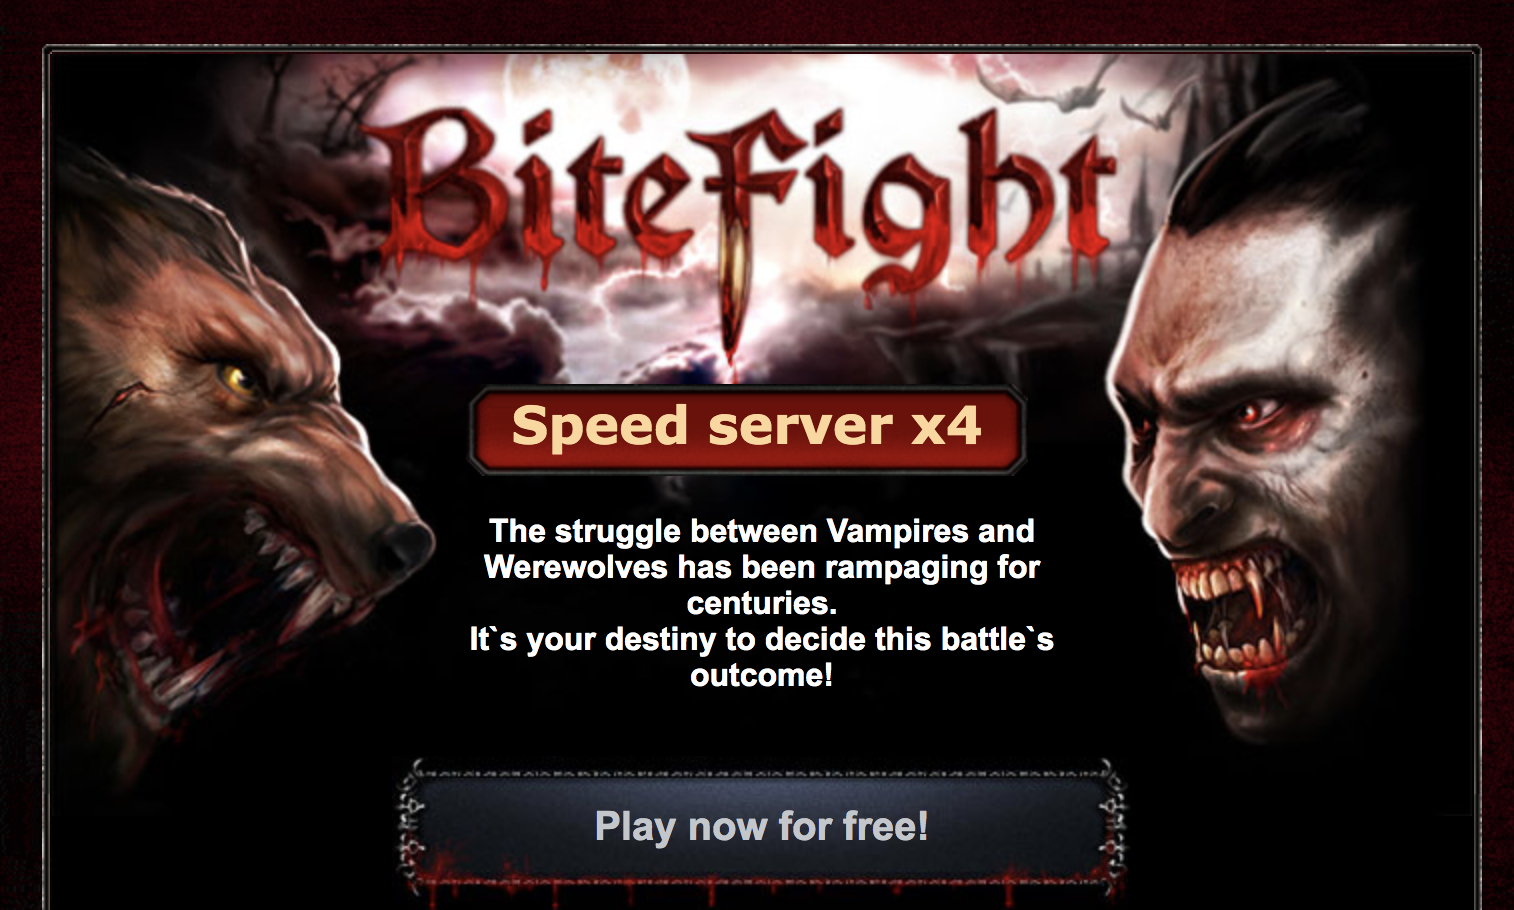 BiteFight
Speed server x4
The struggle between Vampires and
Werewolves has been rampaging for
centuries.
It`s your destiny to decide this battle`s
outcome!
Play now for free!